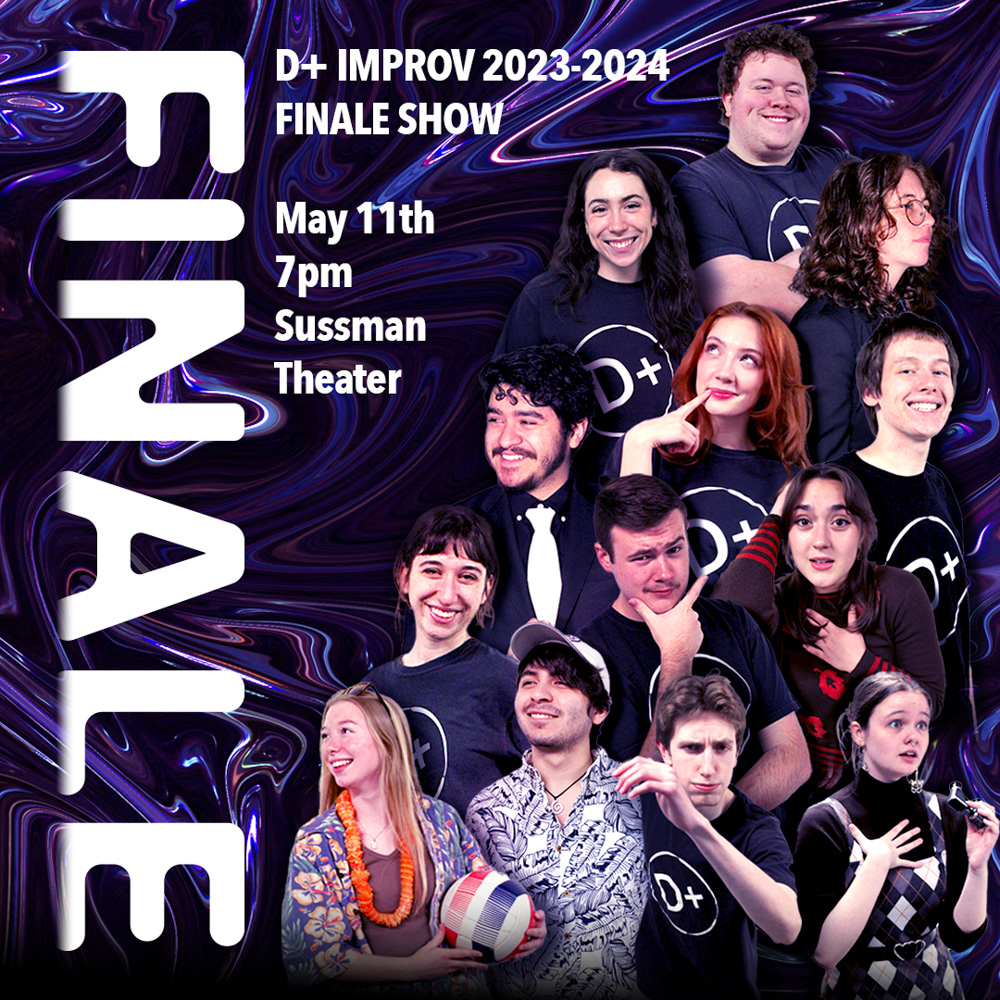 FINALE
D+ IMPROV 2023-2024
FINALE SHOW
May 11th
7pm
Sussman
Theater
D+
D+
D+
D+
D+